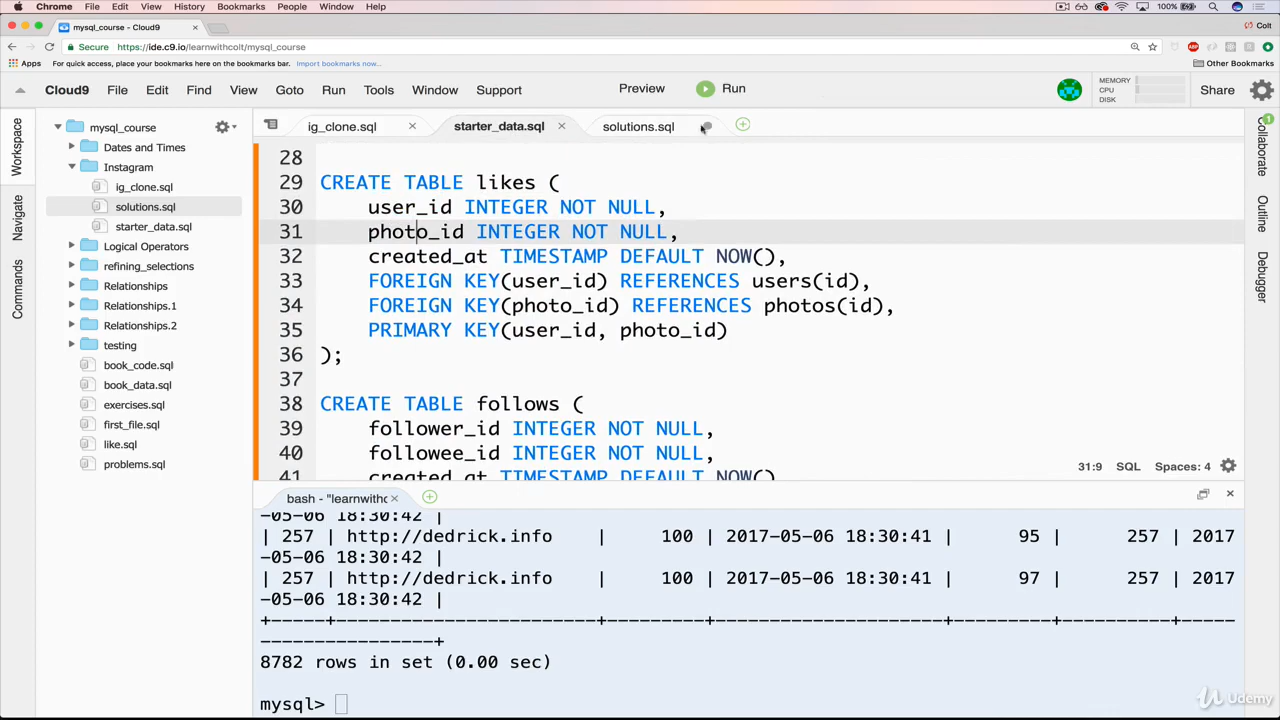 Chrome File Edit View History Bookmarks People Window Help 100%
mysql_course - Cloud9 Colt
Secure https://ide.c9.io/learnwithcolt/mysql_course
Apps For quick access, place your bookmarks here on the bookmarks bar. Import bookmarks now... Other Bookmarks
Cloud9 File Edit Find View Goto Run Tools Window Support Preview Run MEMORY CPU DISK Share
Workspace
Navigate
Commands
mysql_course
Dates and Times
Instagram
ig_clone.sql
solutions.sql
starter_data.sql
Logical Operators
refining_selections
Relationships
Relationships.1
Relationships.2
testing
book_code.sql
book_data.sql
exercises.sql
first_file.sql
like.sql
problems.sql
ig_clone.sql starter_data.sql solutions.sql
28
29 CREATE TABLE likes (
30 user_id INTEGER NOT NULL,
31 photo_id INTEGER NOT NULL,
32 created_at TIMESTAMP DEFAULT NOW(),
33 FOREIGN KEY(user_id) REFERENCES users(id),
34 FOREIGN KEY(photo_id) REFERENCES photos(id),
35 PRIMARY KEY(user_id, photo_id)
36 );
37
38 CREATE TABLE follows (
39 follower_id INTEGER NOT NULL,
40 followee_id INTEGER NOT NULL,
41 created_at TIMESTAMP DEFAULT NOW()
31:9 SQL Spaces: 4
Collaborate 1
Outline
Debugger
bash - "learnwithc
-05-06 18:30:42 |
| 257 | http://dedrick.info | 100 | 2017-05-06 18:30:41 | 95 | 257 | 2017
-05-06 18:30:42 |
| 257 | http://dedrick.info | 100 | 2017-05-06 18:30:41 | 97 | 257 | 2017
-05-06 18:30:42 |
+-----+-----------------------+---------+---------------------+---------+----------+-----
----------------+
8782 rows in set (0.00 sec)
mysql>
Udemy